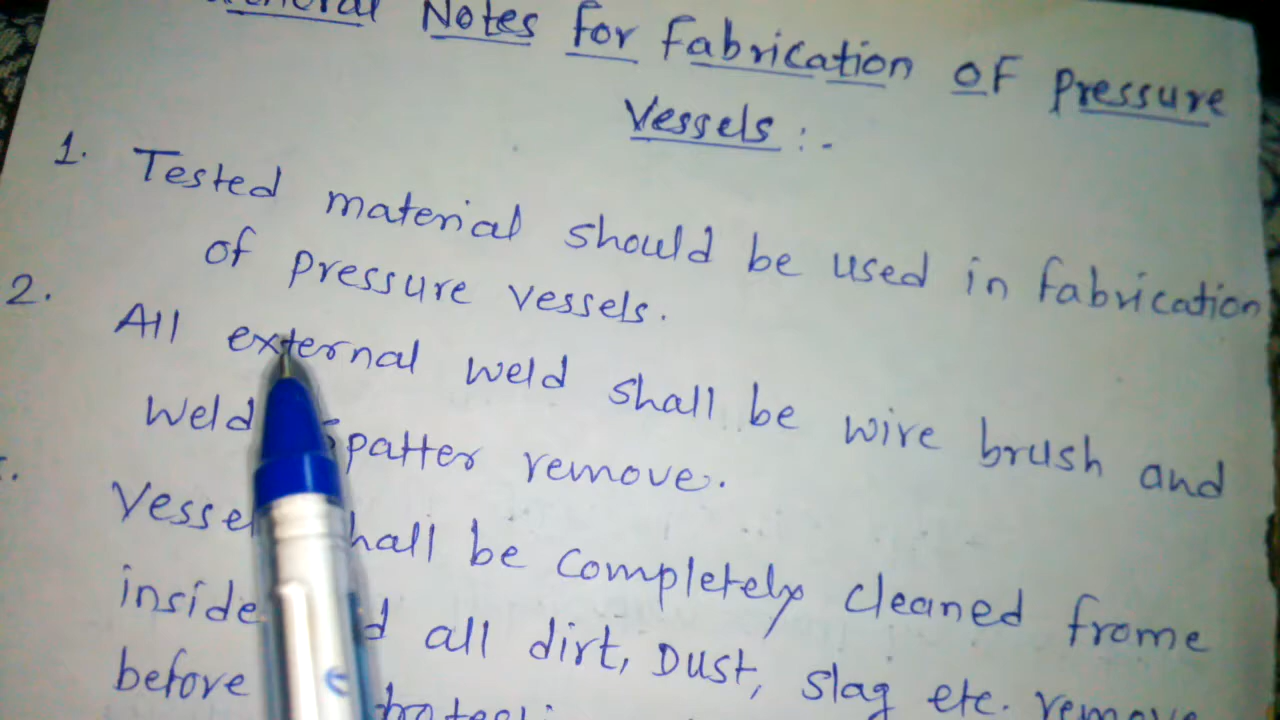 General Notes for Fabrication of Pressure
Vessels :-
1. Tested material should be used in fabrication
of pressure vessels.
2. All external weld shall be wire brush and
Weld spatter remove.
Vessel shall be completely cleaned frome
inside all dirt, DUST, slag etc. remove
before